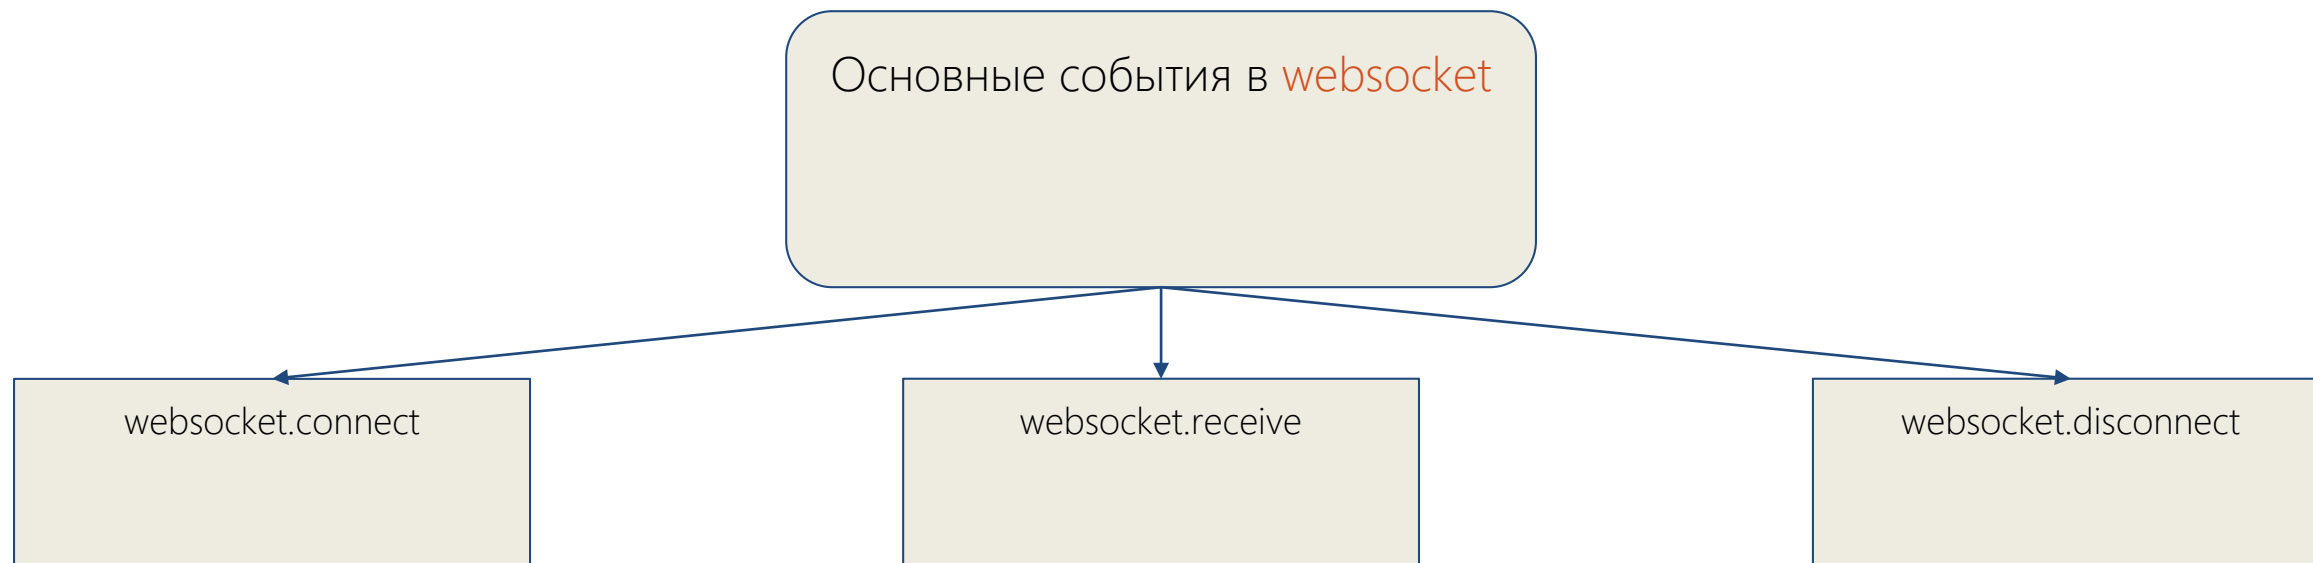 Основные события в websocket
websocket.connect
websocket.receive
websocket.disconnect